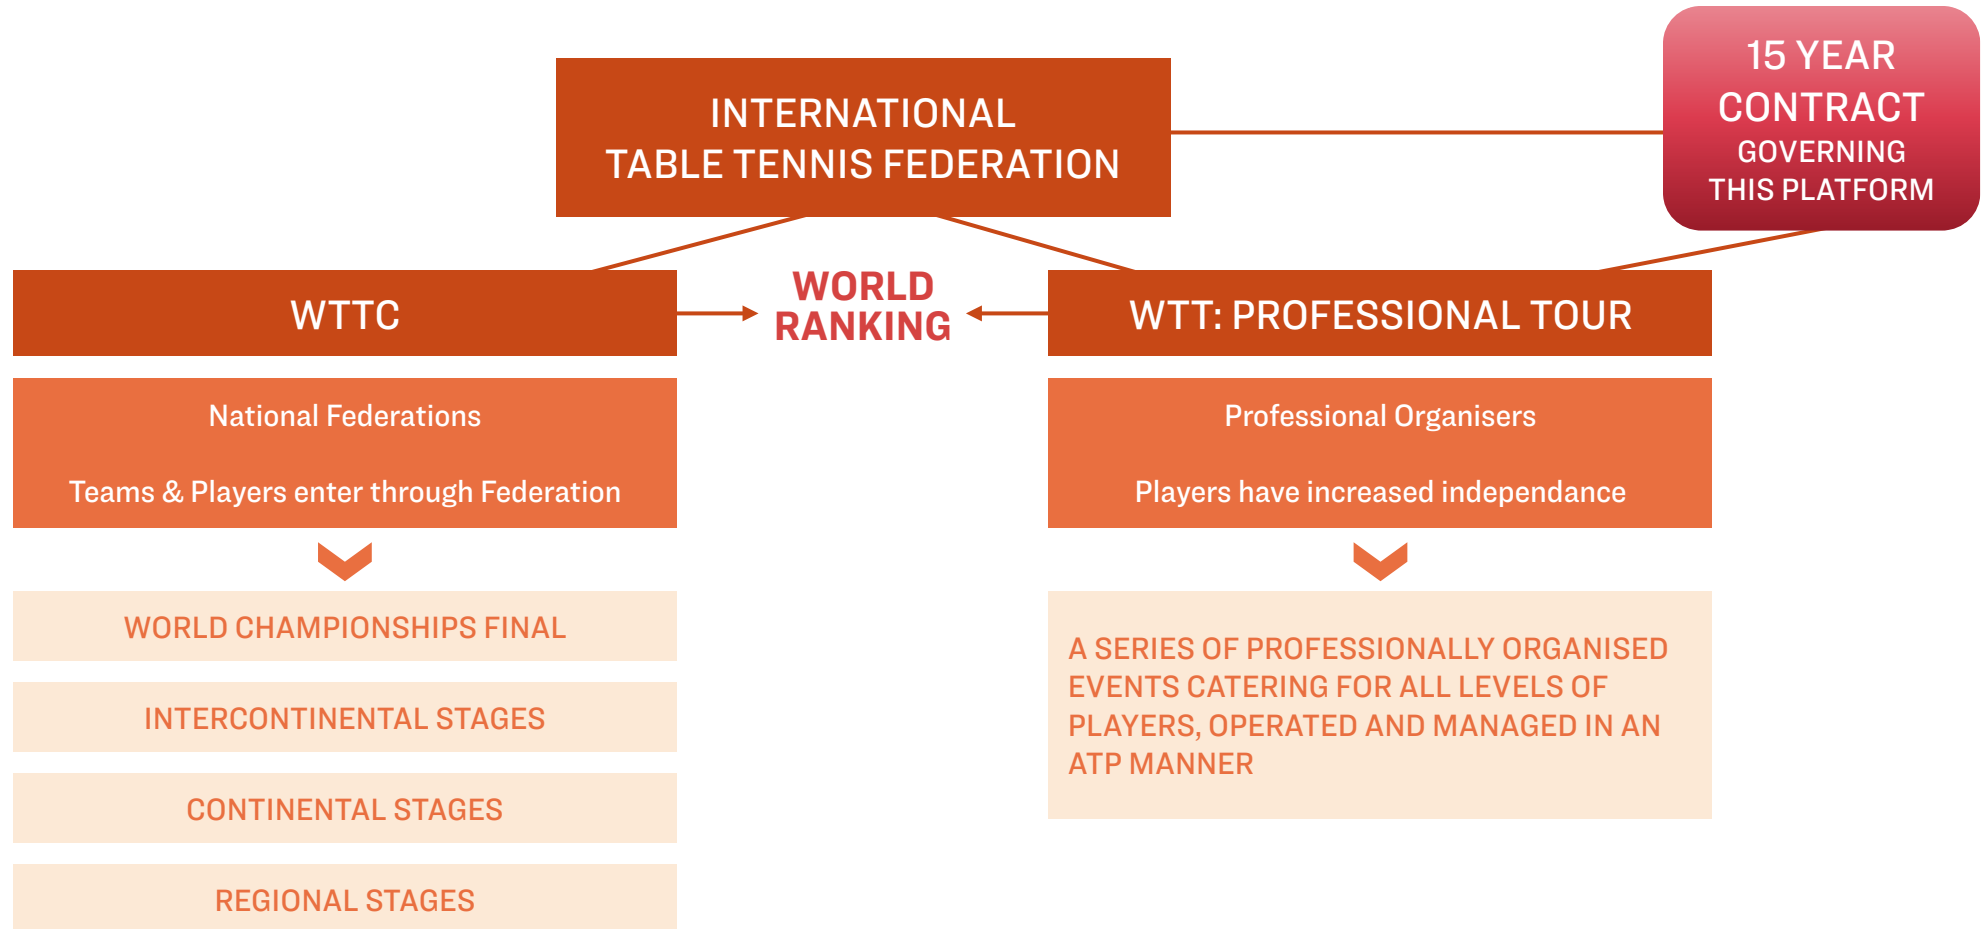 INTERNATIONAL
TABLE TENNIS FEDERATION
15 YEAR
CONTRACT
GOVERNING
THIS PLATFORM
WTTC
WORLD
RANKING
WTT: PROFESSIONAL TOUR
National Federations
Teams & Players enter through Federation
Professional Organisers
Players have increased independance
WORLD CHAMPIONSHIPS FINAL
INTERCONTINENTAL STAGES
CONTINENTAL STAGES
REGIONAL STAGES
A SERIES OF PROFESSIONALLY ORGANISED
EVENTS CATERING FOR ALL LEVELS OF
PLAYERS, OPERATED AND MANAGED IN AN
ATP MANNER